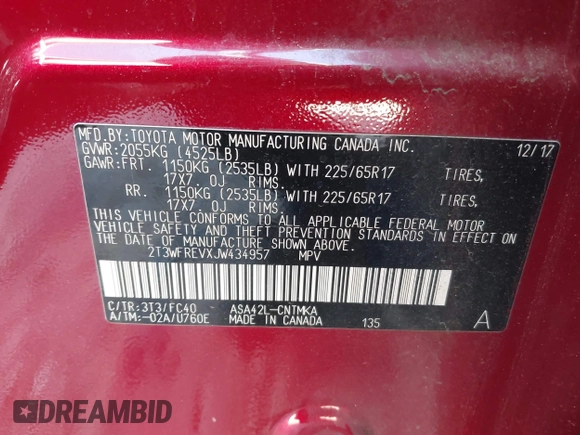 MFD.BY:TOYOTA MOTOR MANUFACTURING CANADA INC. 12/17
GVWR:2055KG (4525LB)
GAWR:FRT. 1150KG (2535LB) WITH 225/65R17 TIRES,
17X7 0J RIMS.
RR. 1150KG (2535LB) WITH 225/65R17 TIRES,
17X7 0J RIMS.
THIS VEHICLE CONFORMS TO ALL APPLICABLE FEDERAL MOTOR
VEHICLE SAFETY AND THEFT PREVENTION STANDARDS IN EFFECT ON
THE DATE OF MANUFACTURE SHOWN ABOVE.
2T3WFREVXJW434957 MPV
C/TR:3T3/FC40 ASA42L-CNTMKA
A/TM:-02A/U760E MADE IN CANADA 135 A
DREAMBID